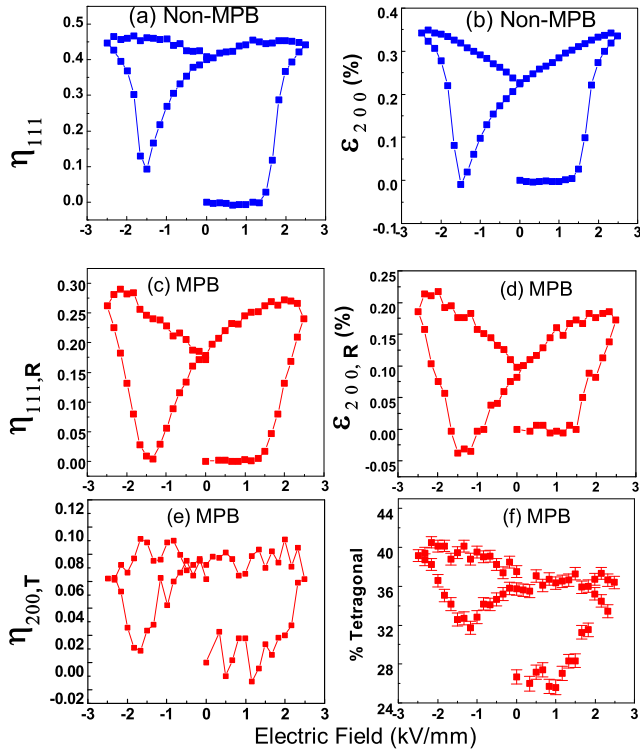 (a) Non-MPB
η111
0.5
0.4
0.3
0.2
0.1
0.0
-3 -2 -1 0 1 2 3
(b) Non-MPB
ε200 (%)
0.4
0.3
0.2
0.1
0.0
-0.1
-3 -2 -1 0 1 2 3
(c) MPB
η111,R
0.30
0.25
0.20
0.15
0.10
0.05
0.00
-3 -2 -1 0 1 2 3
(d) MPB
ε200, R (%)
0.25
0.20
0.15
0.10
0.05
0.00
-0.05
-3 -2 -1 0 1 2 3
(e) MPB
η200,T
0.12
0.10
0.08
0.06
0.04
0.02
0.00
-0.02
-3 -2 -1 0 1 2 3
(f) MPB
% Tetragonal
44
40
36
32
28
24
-3 -2 -1 0 1 2 3
Electric Field (kV/mm)